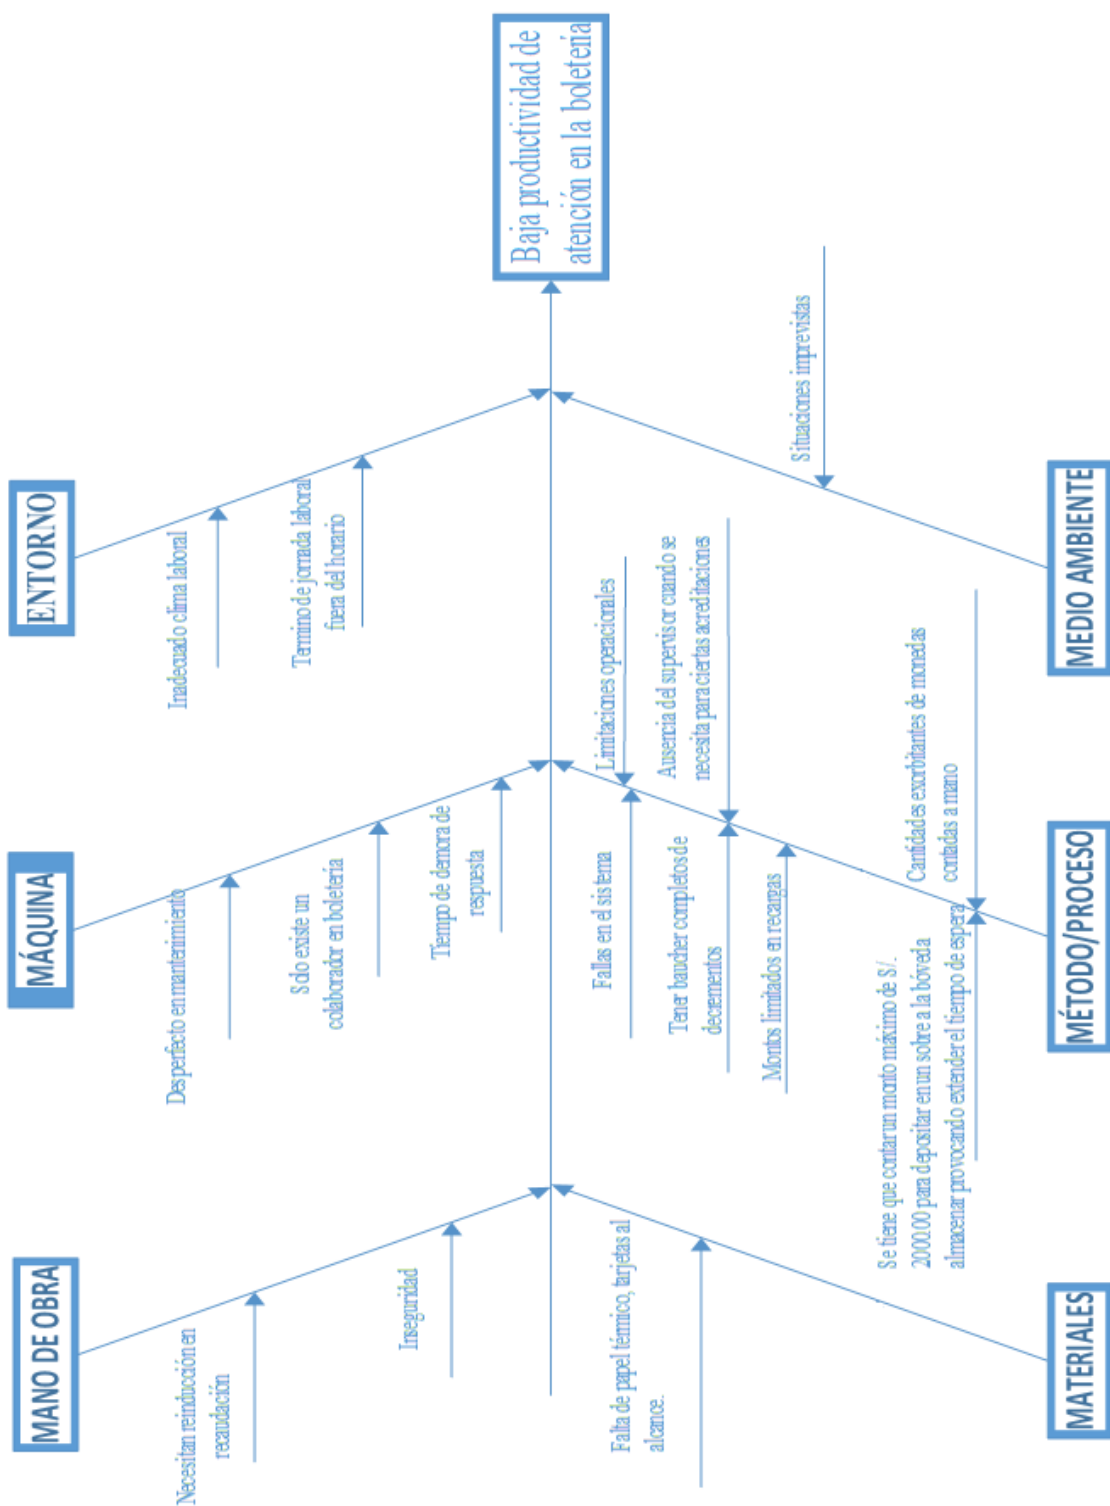 MANO DE OBRA
MÁQUINA
ENTORNO
Necesitan reinducción en
recaudación
Inseguridad
Desperfecto en mantenimiento
Solo existe un
colaborador en boletería
Tiempo de demora de
respuesta
Inadecuado clima laboral
Termino de jornada laboral
fuera del horario
Baja productividad de
atención en la boletería
Falta de papel térmico, tarjetas al
alcance.
Fallas en el sistema
Limitaciones operacionales
Tener baucher completos de
decrementos
Ausencia del supervisor cuando se
necesita para ciertas acreditaciones
Montos limitados en recargas
Se tiene que contar un monto máximo de S/.
2000.00 para depositar en un sobre a la bóveda
almacenar provocando extender el tiempo de espera
Cantidades exorbitantes de monedas
contadas a mano
Situaciones imprevistas
MATERIALES
MÉTODO/PROCESO
MEDIO AMBIENTE